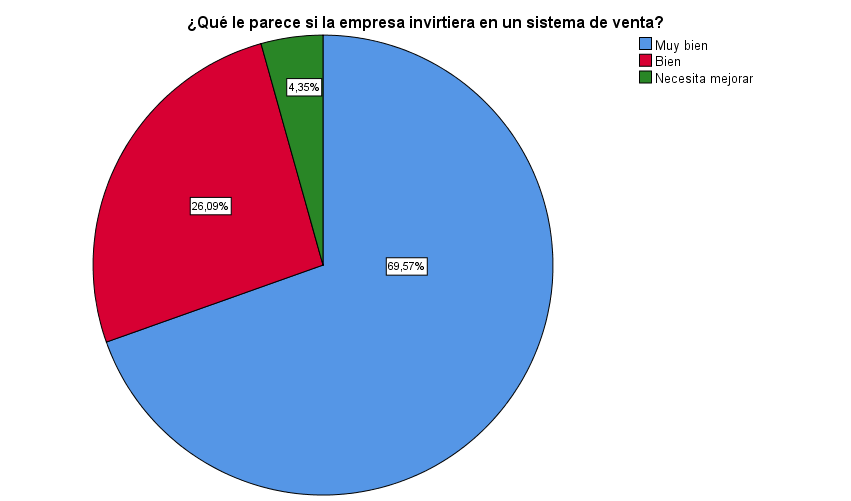 ¿Qué le parece si la empresa invirtiera en un sistema de venta?
Muy bien
Bien
Necesita mejorar
4,35%
26,09%
69,57%